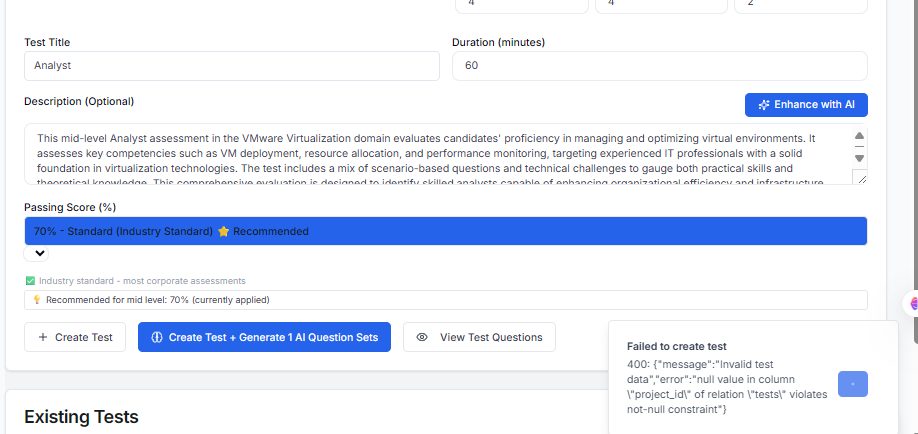 4 4 2
Test Title Duration (minutes)
Analyst 60
Description (Optional) Enhance with AI
This mid-level Analyst assessment in the VMware Virtualization domain evaluates candidates' proficiency in managing and optimizing virtual environments. It
assesses key competencies such as VM deployment, resource allocation, and performance monitoring, targeting experienced IT professionals with a solid
foundation in virtualization technologies. The test includes a mix of scenario-based questions and technical challenges to gauge both practical skills and
theoretical knowledge. This comprehensive evaluation is designed to identify skilled analysts capable of enhancing organizational efficiency and infrastructure
Passing Score (%)
70% - Standard (Industry Standard) ⭐ Recommended
✅ Industry standard - most corporate assessments
💡 Recommended for mid level: 70% (currently applied)
+ Create Test Create Test + Generate 1 AI Question Sets View Test Questions
Failed to create test
400: {"message":"Invalid test
data","error":"null value in column
\"project_id\" of relation \"tests\" violates
not-null constraint"}
Existing Tests